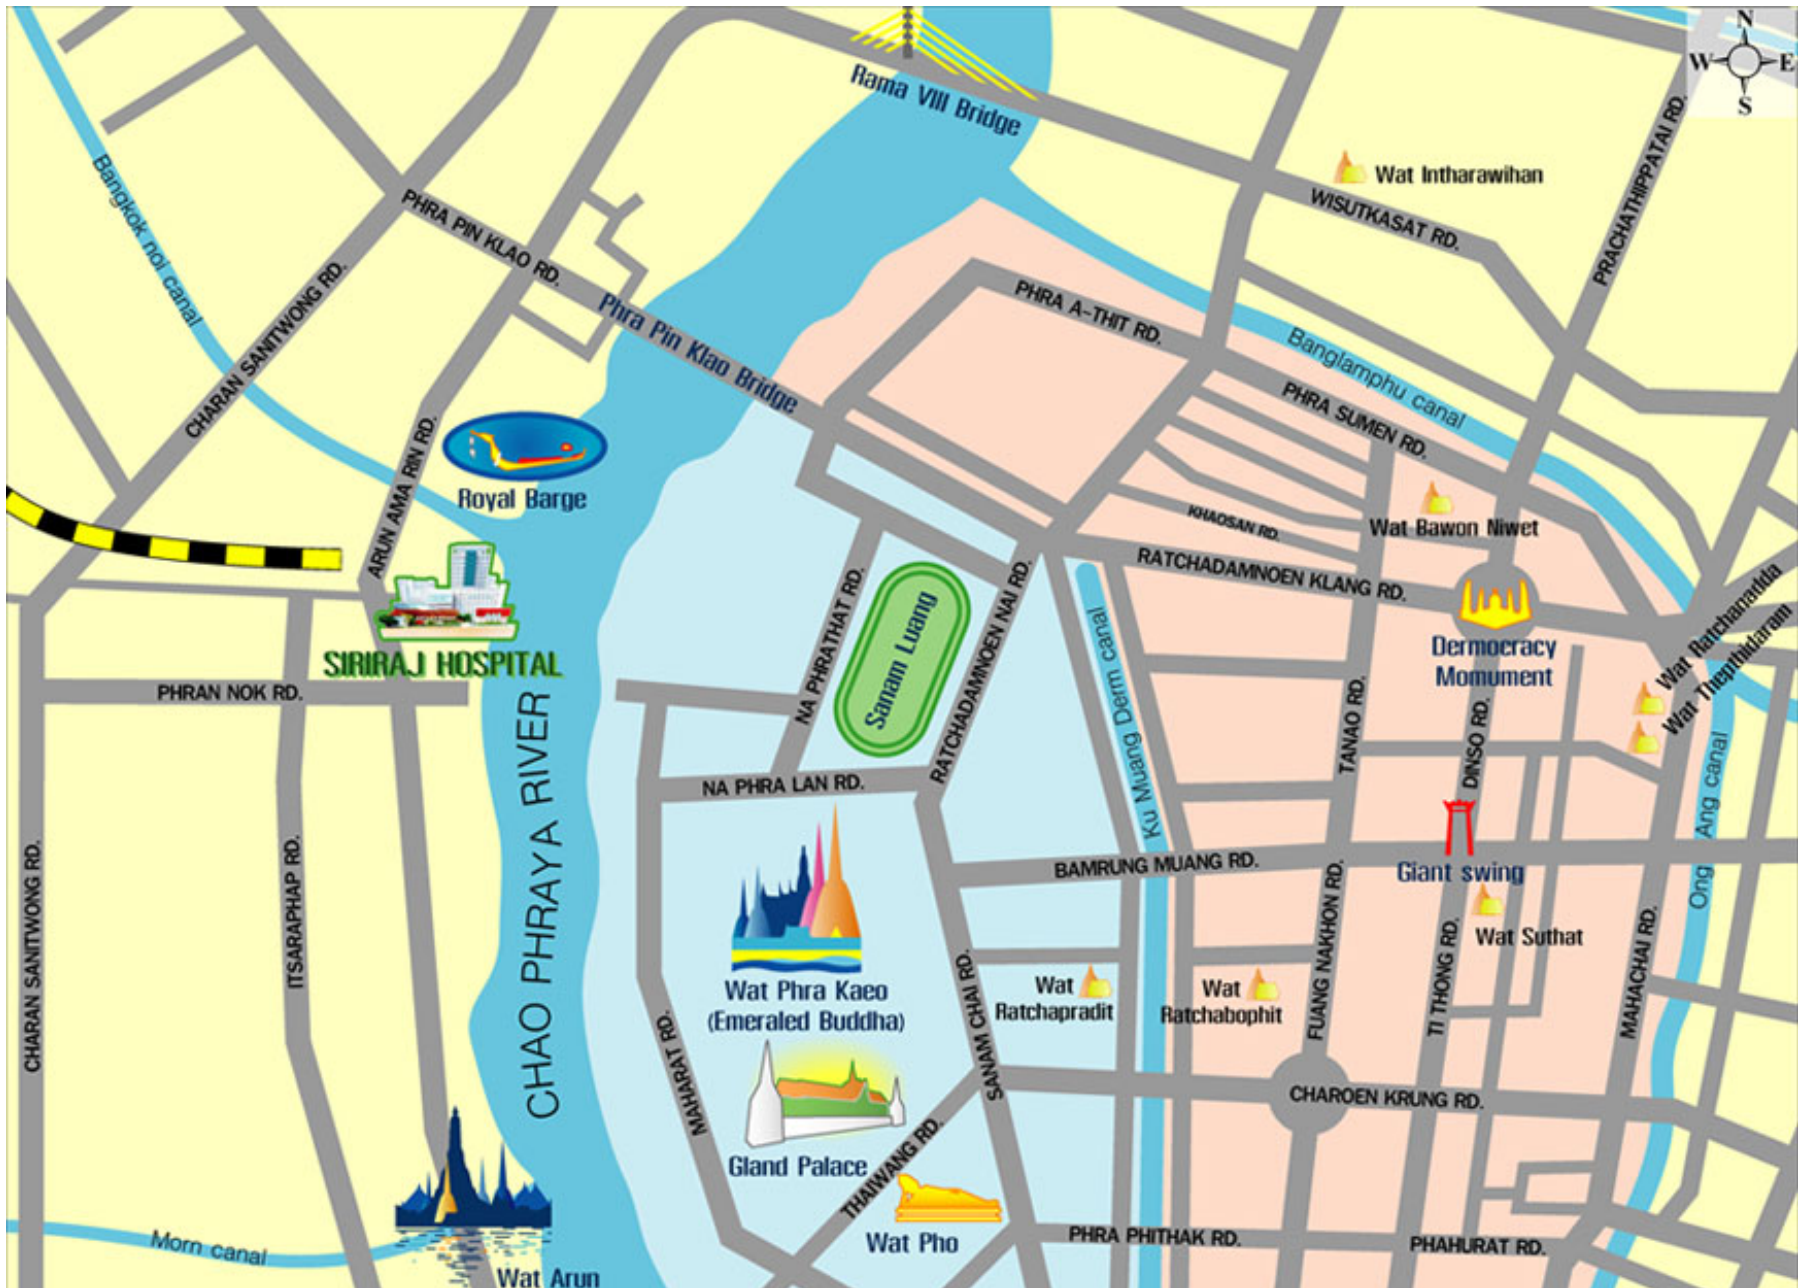 N
W
E
S
Rama VIII Bridge
Wat Intharawihan
WISUTKASAT RD.
PRACHATHIPPATAI RD.
Bangkok noi canal
PHRA PIN KLAO RD.
CHARAN SANITWONG RD.
Phra Pin Klao Bridge
PHRA A-THIT RD.
Banglamphu canal
PHRA SUMEN RD.
ARUN AMA RIN RD.
Royal Barge
Wat Bawon Niwet
KHAOSAN RD.
RATCHADAMNOEN KLANG RD.
SIRIRAJ HOSPITAL
PHRAN NOK RD.
NA PHRATHAT RD.
Sanam Luang
RATCHADAMNOEN NAI RD.
Ku Muang Derm canal
Dermocracy
Momument
Wat Ratchanadda
Wat Thepthidaram
TANAO RD.
DINSO RD.
NA PHRA LAN RD.
CHAO PHRAYA RIVER
ITSARAPHAP RD.
CHARAN SANITWONG RD.
BAMRUNG MUANG RD.
Giant swing
Ong Ang canal
Wat Suthat
Wat Phra Kaeo
(Emeraled Buddha)
Wat
Ratchapradit
Wat
Ratchabophit
FUANG NAKHON RD.
TI THONG RD.
MAHACHAI RD.
SANAM CHAI RD.
MAHARAT RD.
CHAROEN KRUNG RD.
Gland Palace
THAIWANG RD.
Wat Pho
PHRA PHITHAK RD.
PHAHURAT RD.
Morn canal
Wat Arun